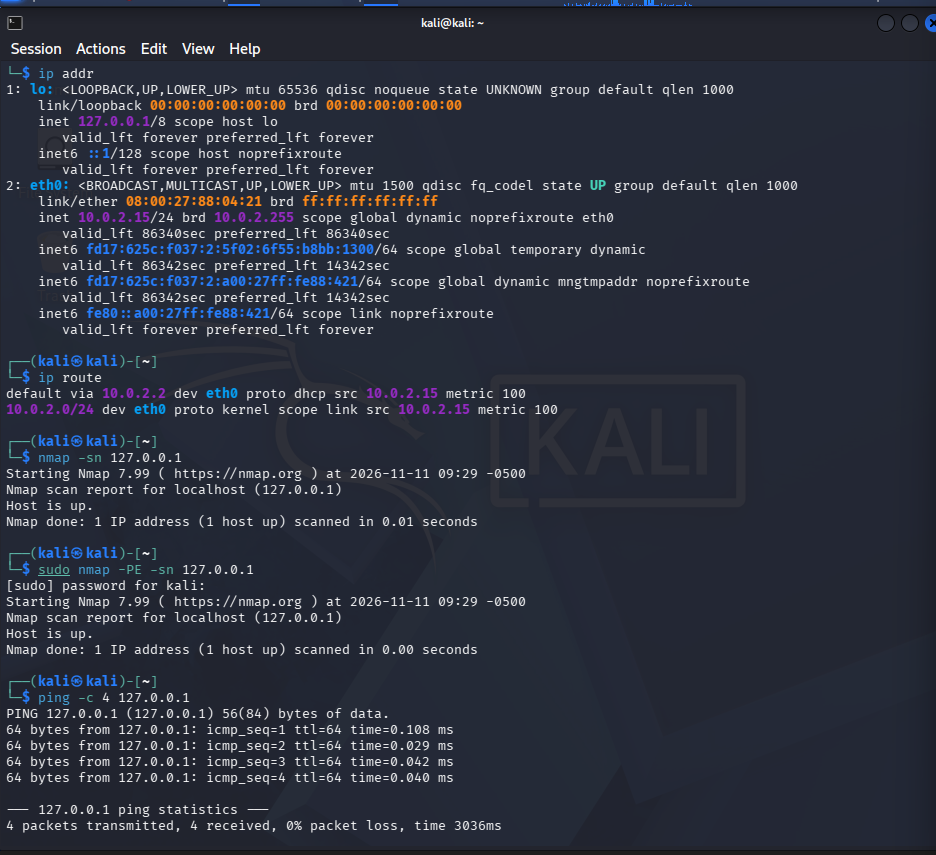 kali@kali: ~
Session Actions Edit View Help
└─$ ip addr
1: lo: <LOOPBACK,UP,LOWER_UP> mtu 65536 qdisc noqueue state UNKNOWN group default qlen 1000
    link/loopback 00:00:00:00:00:00 brd 00:00:00:00:00:00
    inet 127.0.0.1/8 scope host lo
       valid_lft forever preferred_lft forever
    inet6 ::1/128 scope host noprefixroute
       valid_lft forever preferred_lft forever
2: eth0: <BROADCAST,MULTICAST,UP,LOWER_UP> mtu 1500 qdisc fq_codel state UP group default qlen 1000
    link/ether 08:00:27:88:04:21 brd ff:ff:ff:ff:ff:ff
    inet 10.0.2.15/24 brd 10.0.2.255 scope global dynamic noprefixroute eth0
       valid_lft 86340sec preferred_lft 86340sec
    inet6 fd17:625c:f037:2:5f02:6f55:b8bb:1300/64 scope global temporary dynamic
       valid_lft 86342sec preferred_lft 14342sec
    inet6 fd17:625c:f037:2:a00:27ff:fe88:421/64 scope global dynamic mngtmpaddr noprefixroute
       valid_lft 86342sec preferred_lft 14342sec
    inet6 fe80::a00:27ff:fe88:421/64 scope link noprefixroute
       valid_lft forever preferred_lft forever
┌──(kali㉿kali)-[~]
└─$ ip route
default via 10.0.2.2 dev eth0 proto dhcp src 10.0.2.15 metric 100
10.0.2.0/24 dev eth0 proto kernel scope link src 10.0.2.15 metric 100
KALI
┌──(kali㉿kali)-[~]
└─$ nmap -sn 127.0.0.1
Starting Nmap 7.99 ( https://nmap.org ) at 2026-11-11 09:29 -0500
Nmap scan report for localhost (127.0.0.1)
Host is up.
Nmap done: 1 IP address (1 host up) scanned in 0.01 seconds
┌──(kali㉿kali)-[~]
└─$ sudo nmap -PE -sn 127.0.0.1
[sudo] password for kali:
Starting Nmap 7.99 ( https://nmap.org ) at 2026-11-11 09:29 -0500
Nmap scan report for localhost (127.0.0.1)
Host is up.
Nmap done: 1 IP address (1 host up) scanned in 0.00 seconds
┌──(kali㉿kali)-[~]
└─$ ping -c 4 127.0.0.1
PING 127.0.0.1 (127.0.0.1) 56(84) bytes of data.
64 bytes from 127.0.0.1: icmp_seq=1 ttl=64 time=0.108 ms
64 bytes from 127.0.0.1: icmp_seq=2 ttl=64 time=0.029 ms
64 bytes from 127.0.0.1: icmp_seq=3 ttl=64 time=0.042 ms
64 bytes from 127.0.0.1: icmp_seq=4 ttl=64 time=0.040 ms
--- 127.0.0.1 ping statistics ---
4 packets transmitted, 4 received, 0% packet loss, time 3036ms